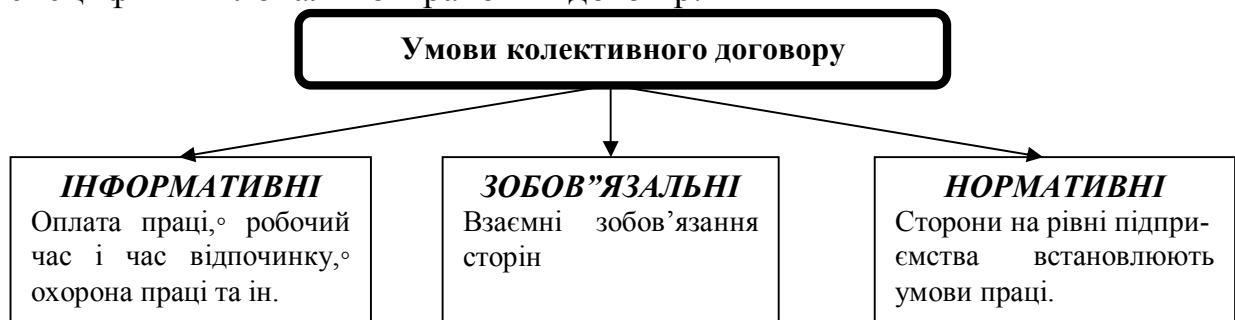 Умови колективного договору
ІНФОРМАТИВНІ
Оплата праці,◦ робочий
час і час відпочинку,◦
охорона праці та ін.
ЗОБОВ”ЯЗАЛЬНІ
Взаємні зобов’язання
сторін
НОРМАТИВНІ
Сторони на рівні підпри-
ємства встановлюють
умови праці.